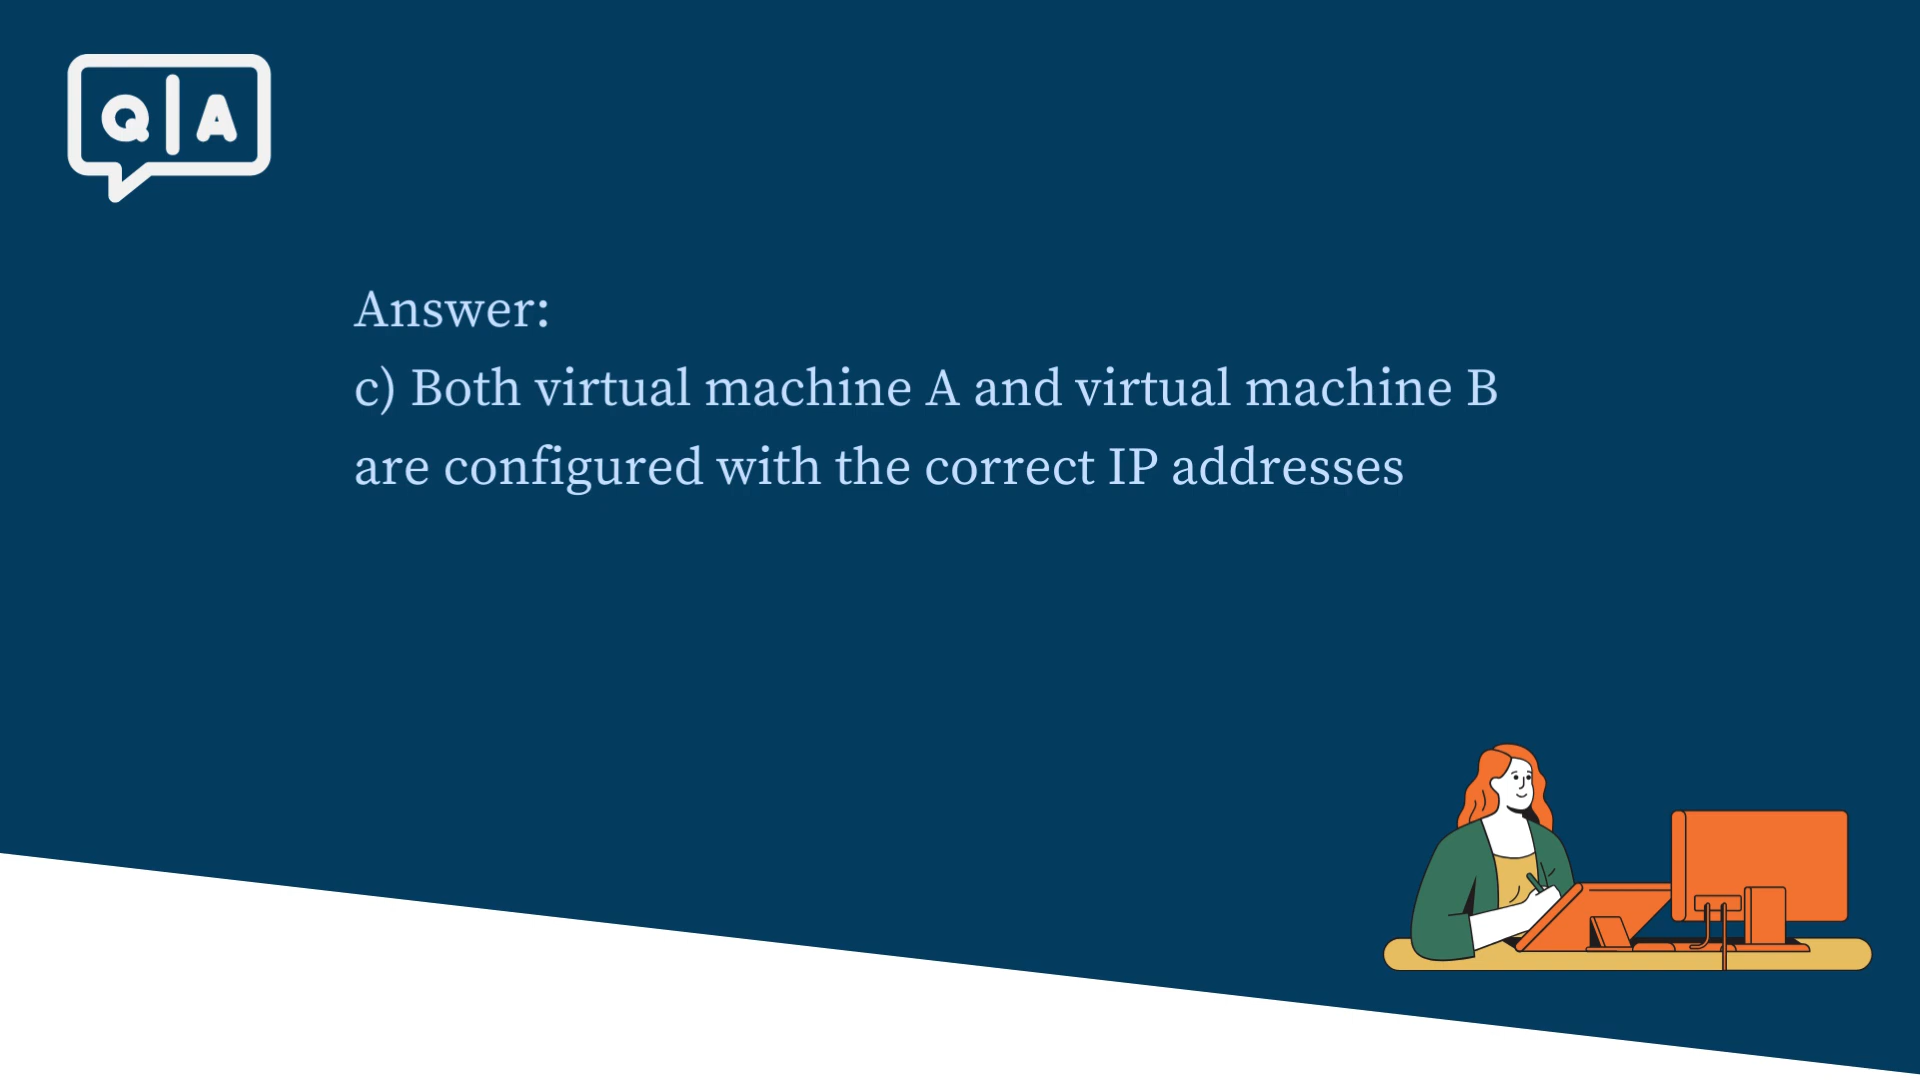 Q|A
Answer:
c) Both virtual machine A and virtual machine B
are configured with the correct IP addresses